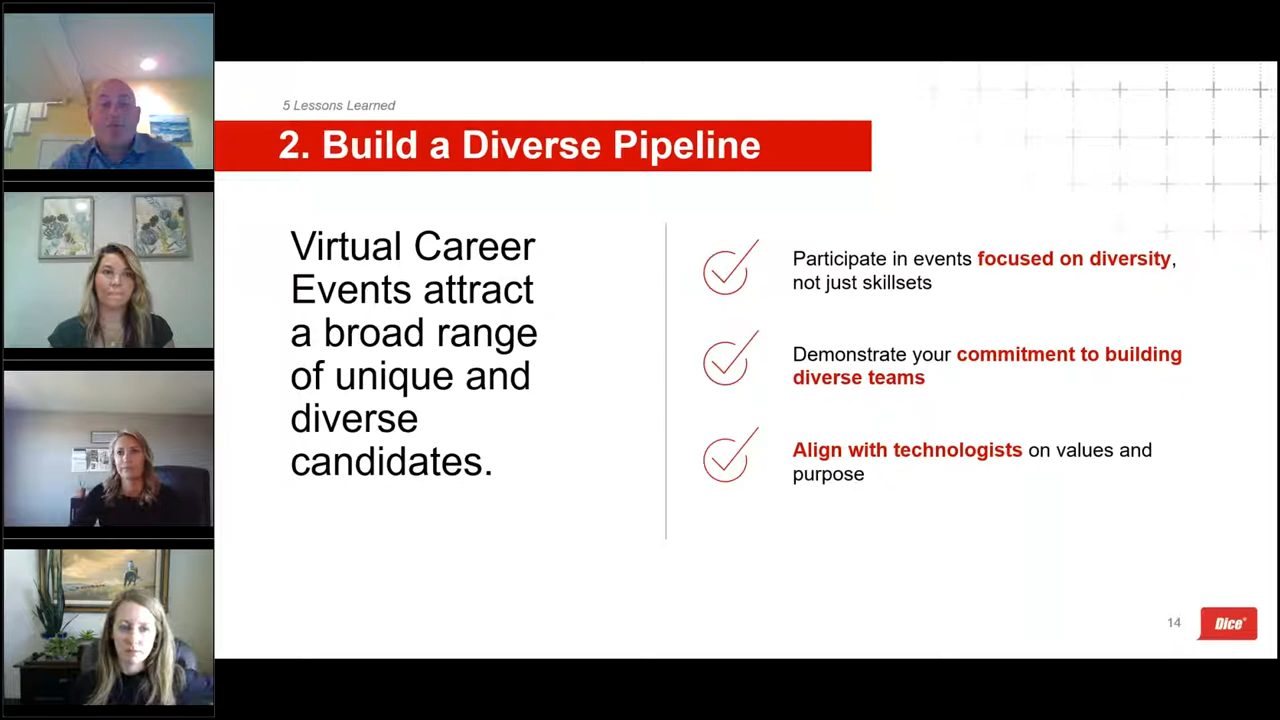 5 Lessons Learned
2. Build a Diverse Pipeline
Virtual Career
Events attract
a broad range
of unique and
diverse
candidates.
Participate in events focused on diversity,
not just skillsets
Demonstrate your commitment to building
diverse teams
Align with technologists on values and
purpose
14
Dice®